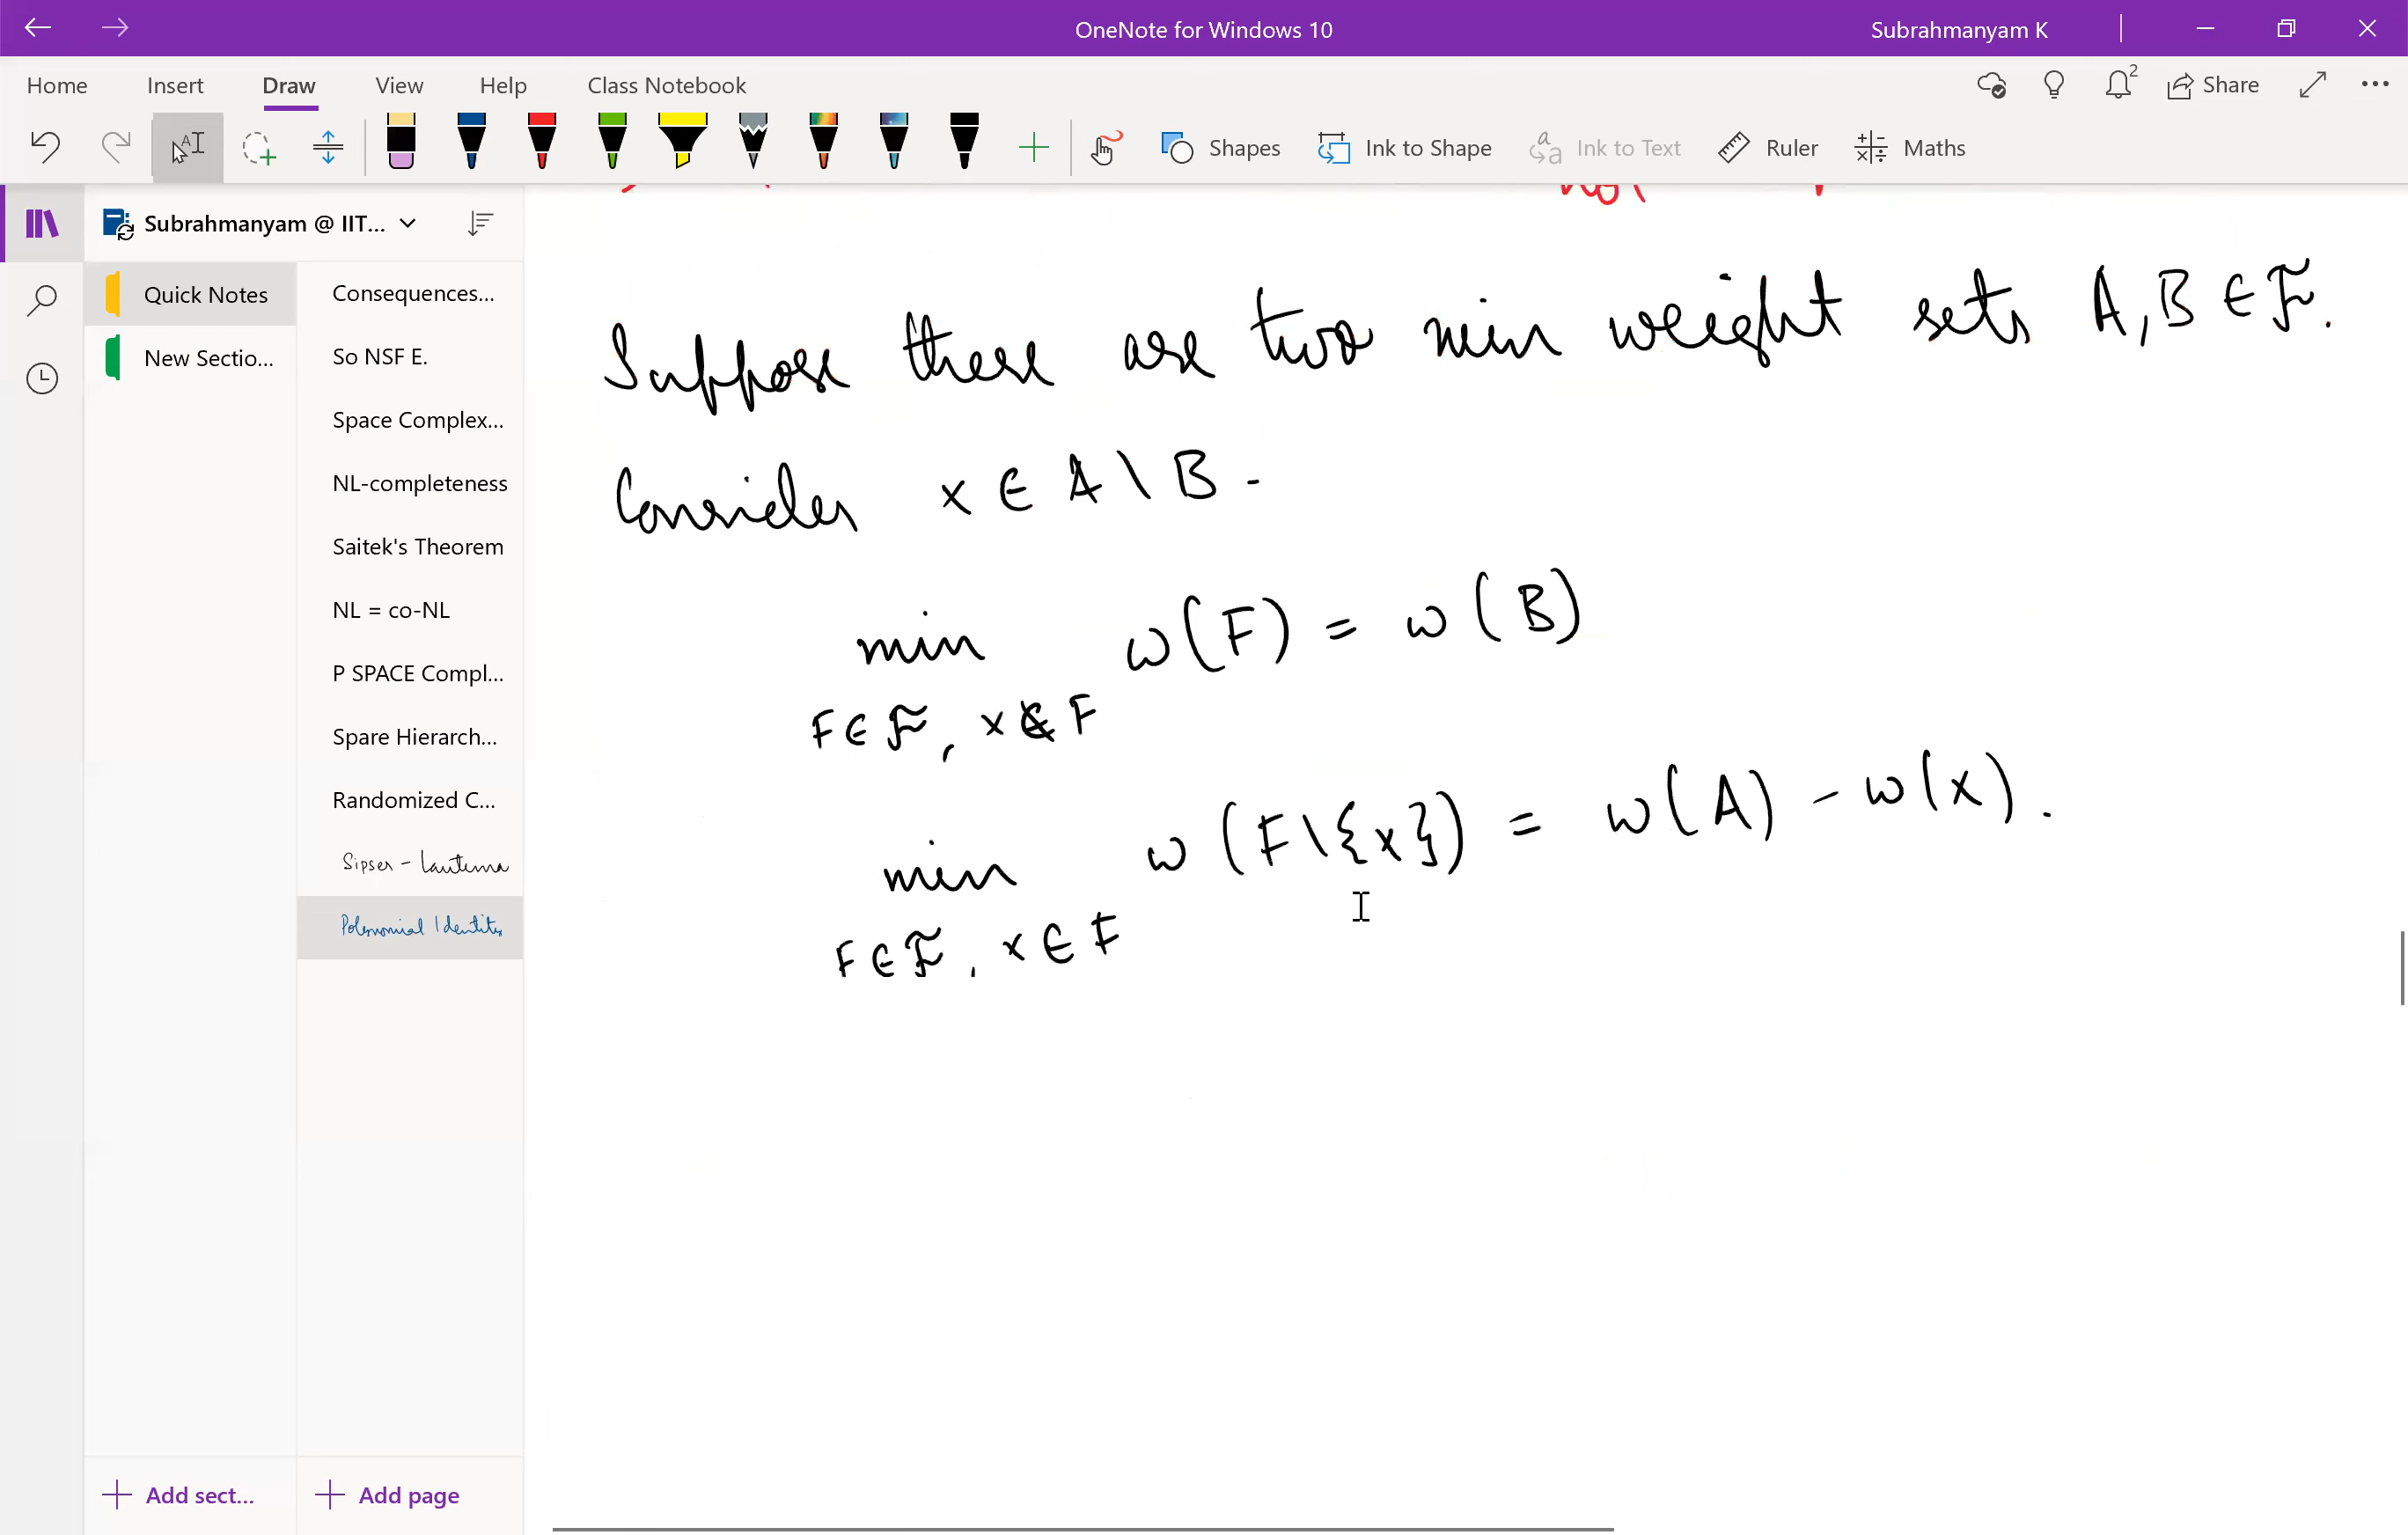 OneNote for Windows 10
Subrahmanyam K
Home Insert Draw View Help Class Notebook
2 Share
Shapes Ink to Shape Ink to Text Ruler Maths
Subrahmanyam @ IIT...
Quick Notes
New Sectio...
Consequences...
So NSF E.
Space Complex...
NL-completeness
Saitek's Theorem
NL = co-NL
P SPACE Compl...
Spare Hierarch...
Randomized C...
Sipser - Lautema
Polynomial Identity
Add sect...
Add page
Suppose there are two min weight sets A, B ∈ ℱ.
Consider x ∈ A \ B.
min w(F) = w(B)
F ∈ ℱ, x ∉ F
min w(F \ {x}) = w(A) - w(x).
F ∈ ℱ, x ∈ F